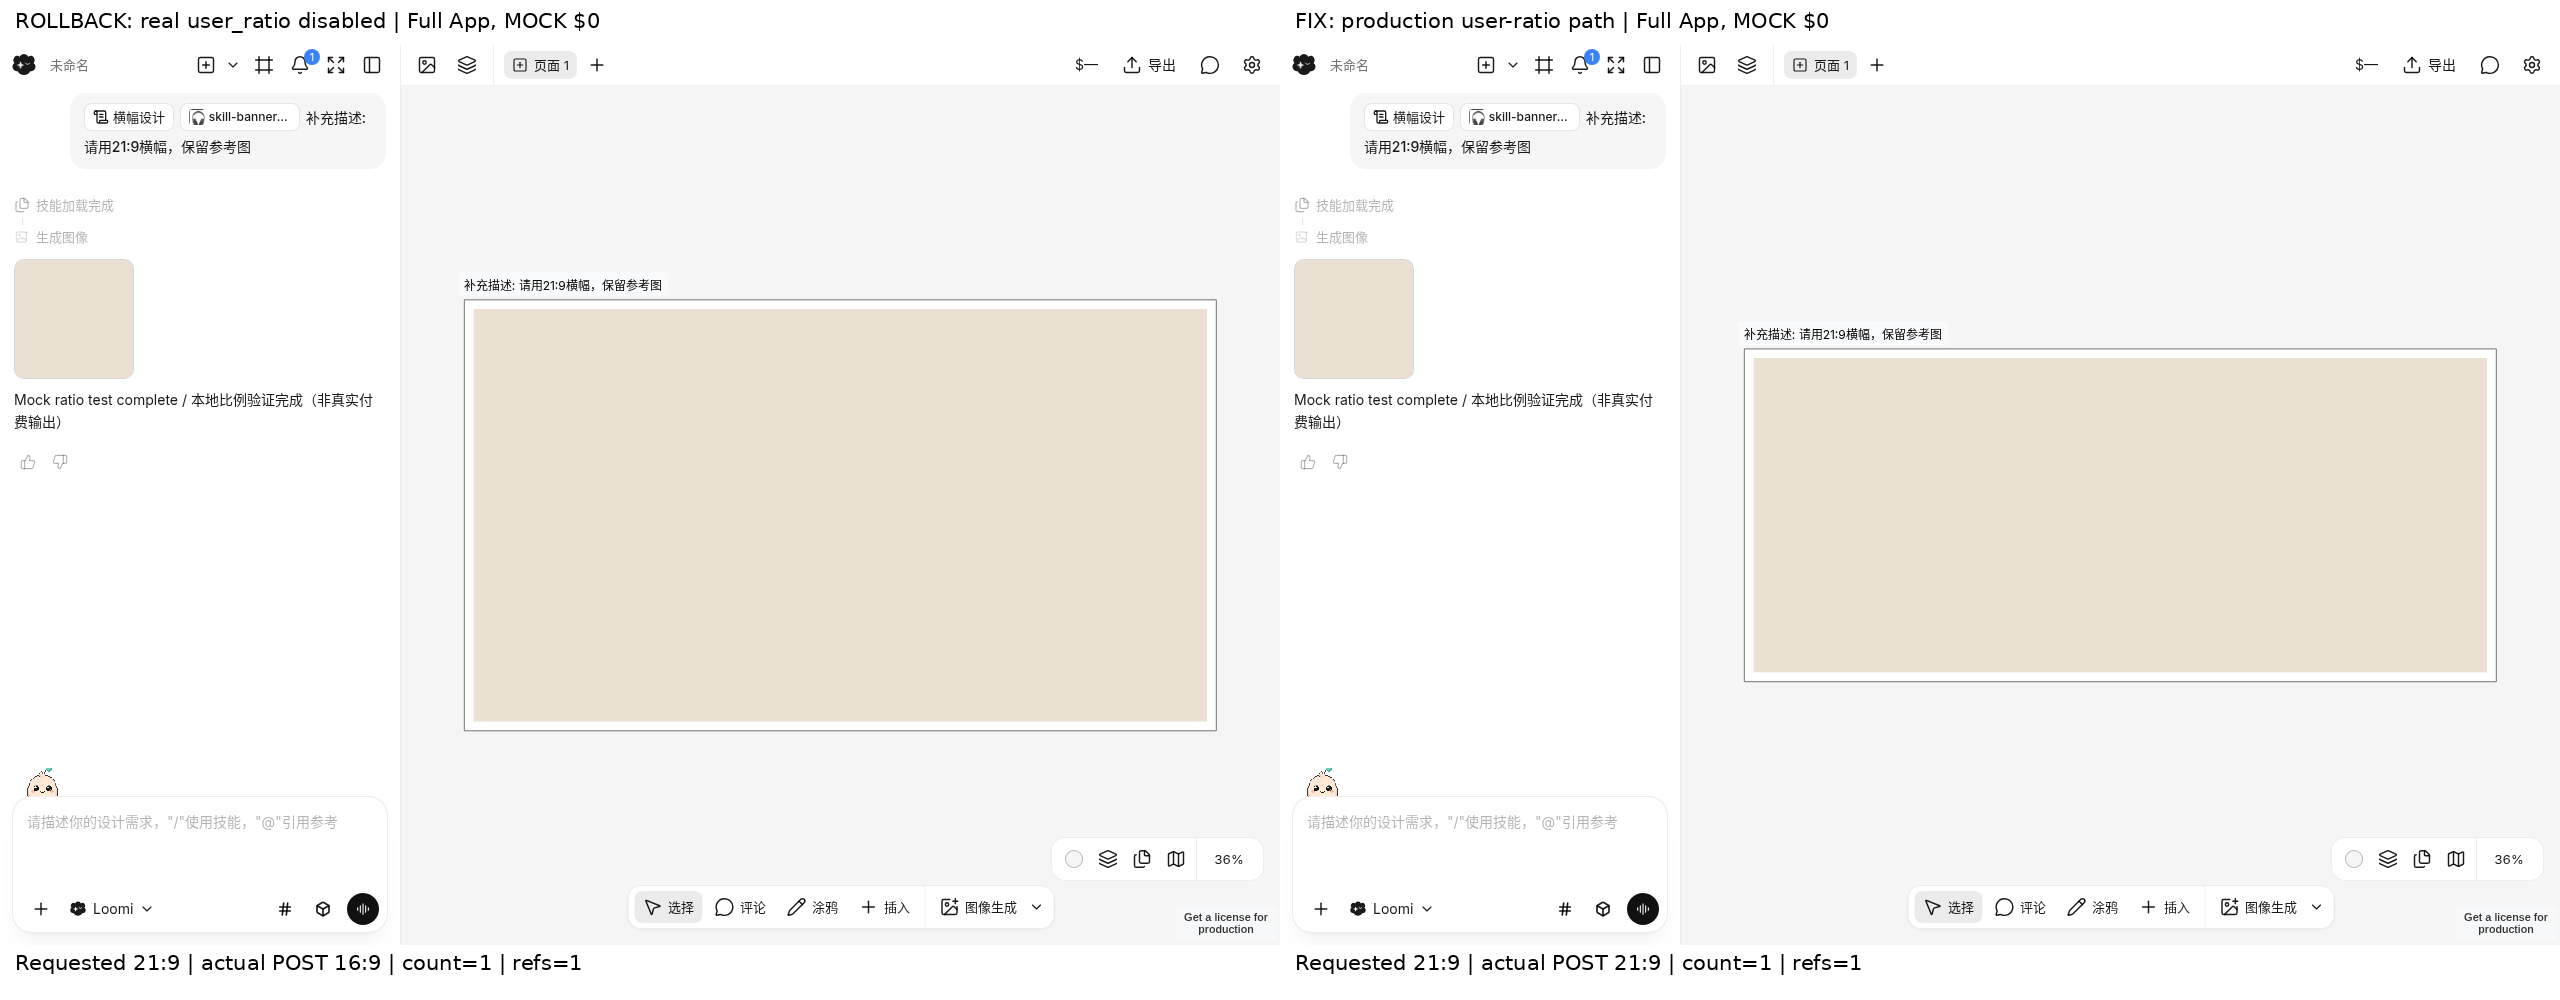 ROLLBACK: real user_ratio disabled | Full App, MOCK $0
未命名
1
页面 1
$—
导出
横幅设计
skill-banner...
补充描述:
请用21:9横幅，保留参考图
技能加载完成
生成图像
Mock ratio test complete / 本地比例验证完成（非真实付
费输出）
补充描述: 请用21:9横幅，保留参考图
请描述你的设计需求，"/"使用技能，"@"引用参考
Loomi
36%
选择
评论
涂鸦
插入
图像生成
Get a license for
production
Requested 21:9 | actual POST 16:9 | count=1 | refs=1
FIX: production user-ratio path | Full App, MOCK $0
未命名
1
页面 1
$—
导出
横幅设计
skill-banner...
补充描述:
请用21:9横幅，保留参考图
技能加载完成
生成图像
Mock ratio test complete / 本地比例验证完成（非真实付
费输出）
补充描述: 请用21:9横幅，保留参考图
请描述你的设计需求，"/"使用技能，"@"引用参考
Loomi
36%
选择
评论
涂鸦
插入
图像生成
Get a license for
production
Requested 21:9 | actual POST 21:9 | count=1 | refs=1